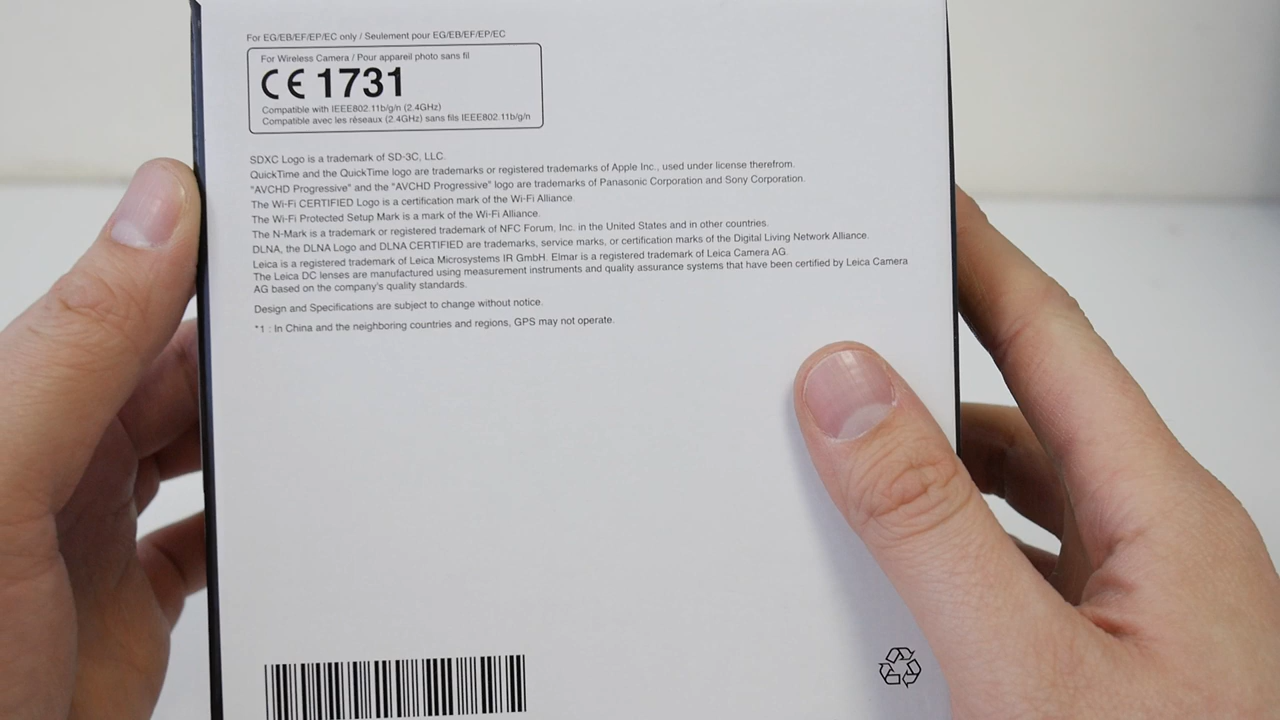 For EG/EB/EF/EP/EC only / Seulement pour EG/EB/EF/EP/EC
For Wireless Camera / Pour appareil photo sans fil
CE 1731
Compatible with IEEE802.11b/g/n (2.4GHz)
Compatible avec les réseaux (2.4GHz) sans fils IEEE802.11b/g/n
SDXC Logo is a trademark of SD-3C, LLC.
QuickTime and the QuickTime logo are trademarks or registered trademarks of Apple Inc., used under license therefrom.
"AVCHD Progressive" and the "AVCHD Progressive" logo are trademarks of Panasonic Corporation and Sony Corporation.
The Wi-Fi CERTIFIED Logo is a certification mark of the Wi-Fi Alliance.
The Wi-Fi Protected Setup Mark is a mark of the Wi-Fi Alliance.
The N-Mark is a trademark or registered trademark of NFC Forum, Inc. in the United States and in other countries.
DLNA, the DLNA Logo and DLNA CERTIFIED are trademarks, service marks, or certification marks of the Digital Living Network Alliance.
Leica is a registered trademark of Leica Microsystems IR GmbH. Elmar is a registered trademark of Leica Camera AG.
The Leica DC lenses are manufactured using measurement instruments and quality assurance systems that have been certified by Leica Camera
AG based on the company's quality standards.
Design and Specifications are subject to change without notice.
*1 : In China and the neighboring countries and regions, GPS may not operate.